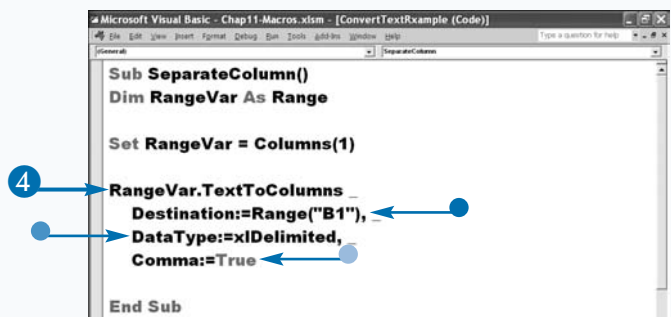 Microsoft Visual Basic - Chap11-Macros.xlsm - [ConvertTextRxample (Code)]
File Edit View Insert Format Debug Run Tools Add-Ins Window Help Type a question for help
(General) SeparateColumn
Sub SeparateColumn()
Dim RangeVar As Range
Set RangeVar = Columns(1)
4 RangeVar.TextToColumns _
Destination:=Range("B1"), _
DataType:=xlDelimited, _
Comma:=True
End Sub